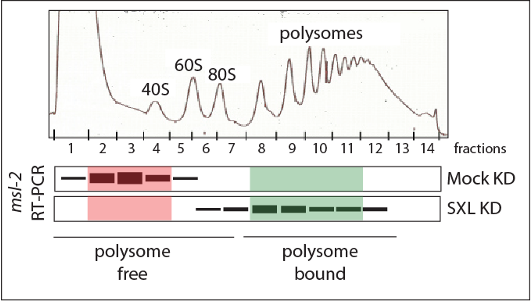 polysomes
60S
80S
40S
1 2 3 4 5 6 7 8 9 10 11 12 13 14 fractions
msl-2
RT-PCR
Mock KD
SXL KD
polysome
free
polysome
bound